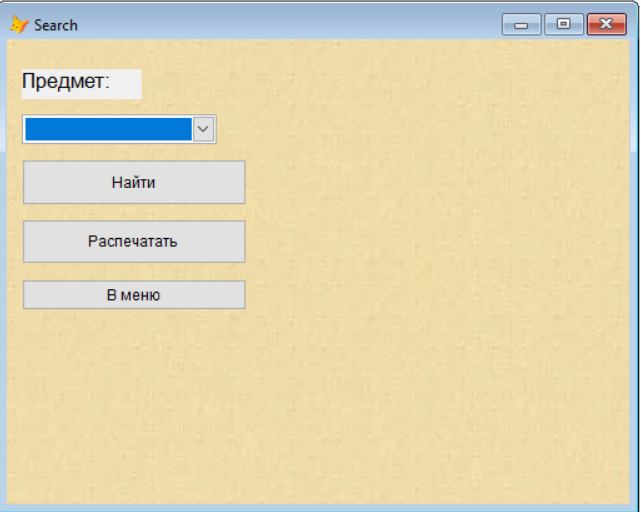 Search
Предмет:
Найти
Распечатать
В меню